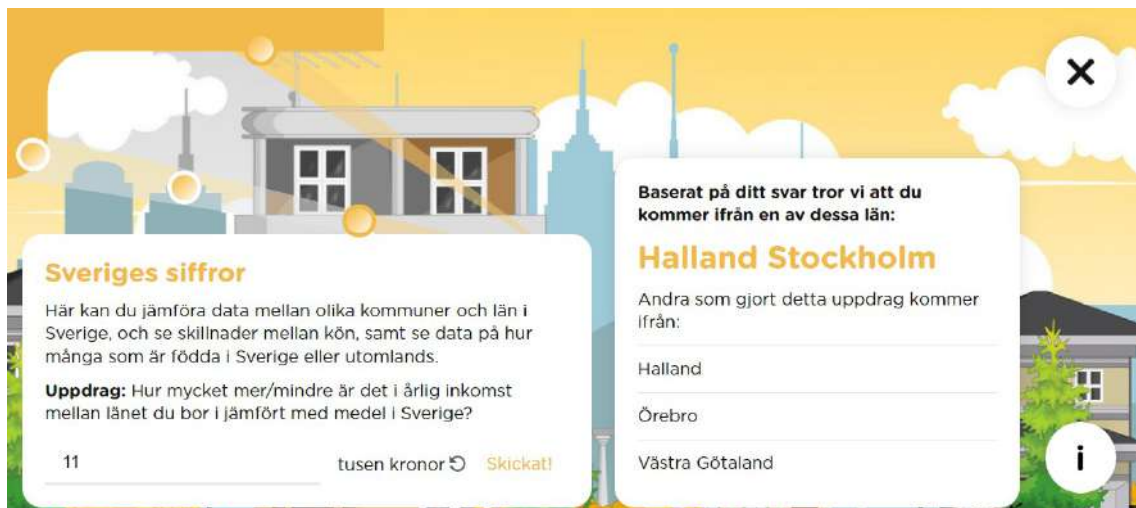 Sveriges siffror
Här kan du jämföra data mellan olika kommuner och län i
Sverige, och se skillnader mellan kön, samt se data på hur
många som är födda i Sverige eller utomlands.
Uppdrag: Hur mycket mer/mindre är det i årlig inkomst
mellan länet du bor i jämfört med medel i Sverige?
11 tusen kronor Skickat!
Baserat på ditt svar tror vi att du
kommer ifrån en av dessa län:
Halland Stockholm
Andra som gjort detta uppdrag kommer
ifrån:
Halland
Örebro
Västra Götaland
i